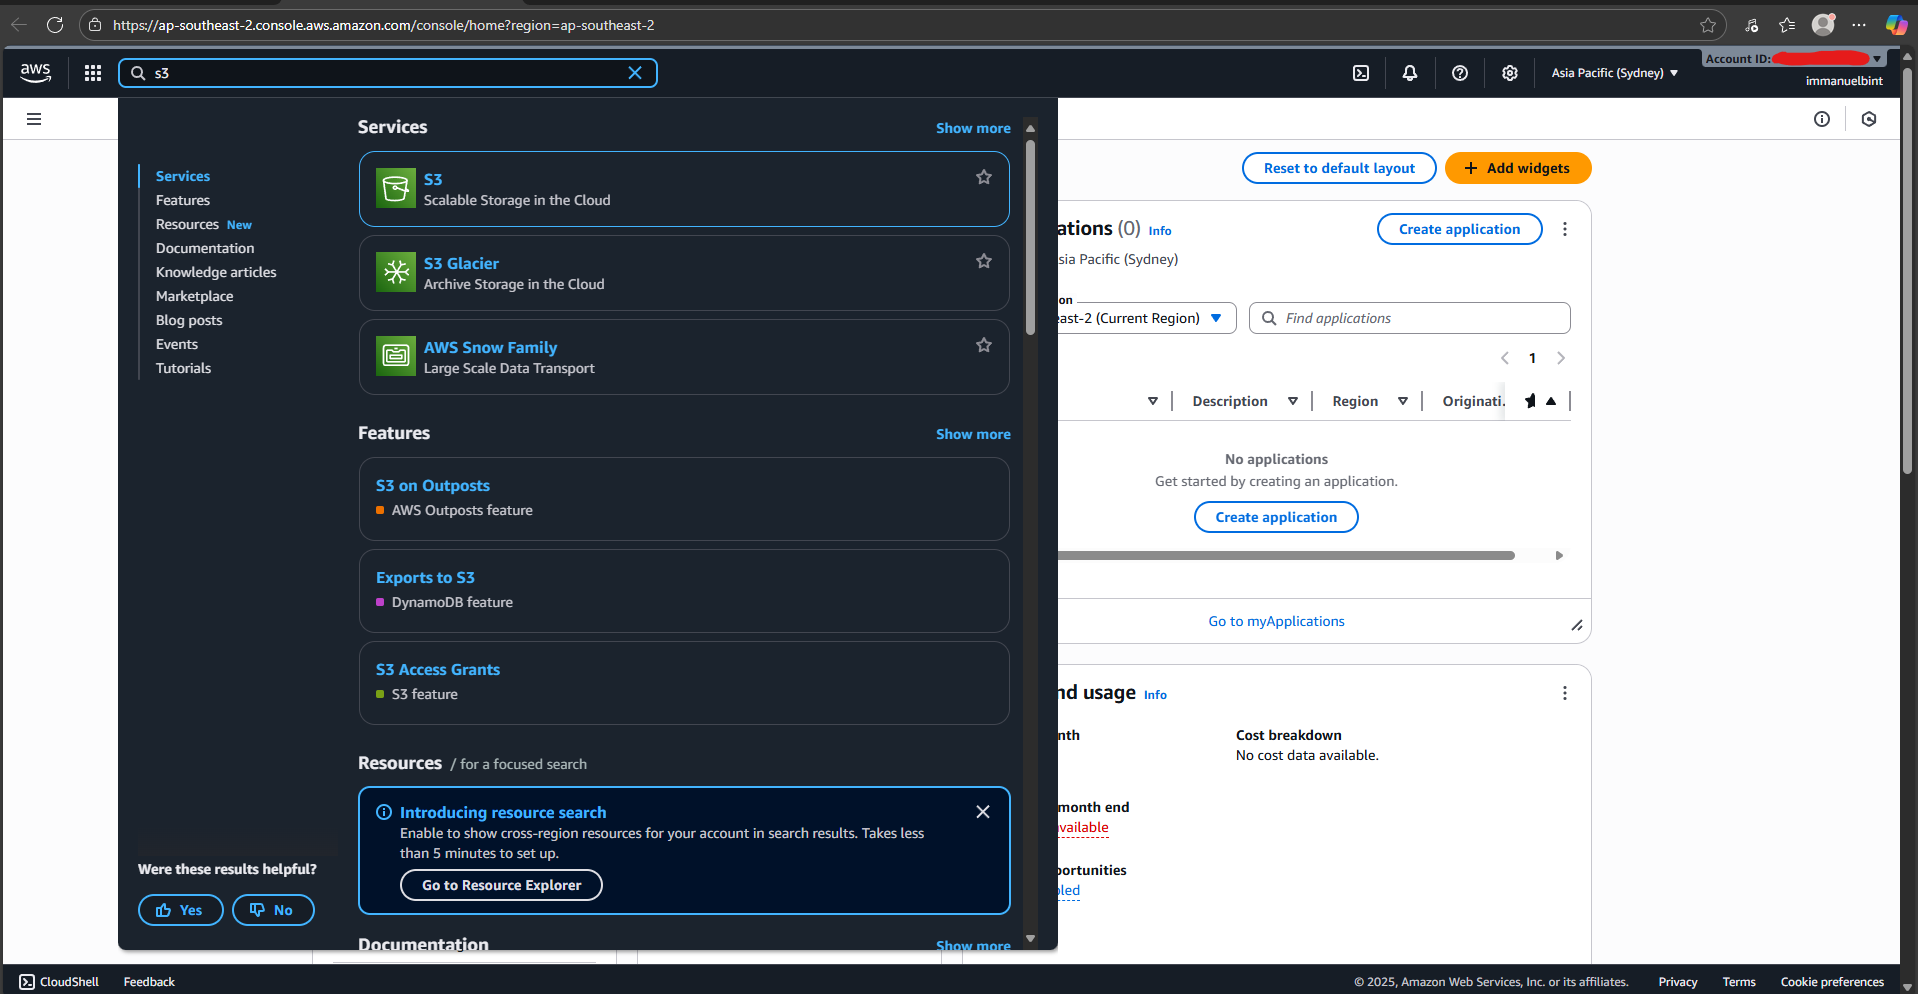 https://ap-southeast-2.console.aws.amazon.com/console/home?region=ap-southeast-2
aws
s3
Asia Pacific (Sydney)
Account ID:
immanuelbint
Services
Features
Resources New
Documentation
Knowledge articles
Marketplace
Blog posts
Events
Tutorials
Were these results helpful?
Yes
No
Services
Show more
S3
Scalable Storage in the Cloud
S3 Glacier
Archive Storage in the Cloud
AWS Snow Family
Large Scale Data Transport
Features
Show more
S3 on Outposts
AWS Outposts feature
Exports to S3
DynamoDB feature
S3 Access Grants
S3 feature
Resources / for a focused search
Introducing resource search
Enable to show cross-region resources for your account in search results. Takes less
than 5 minutes to set up.
Go to Resource Explorer
Documentation
Show more
Reset to default layout
+ Add widgets
ations (0) Info
Create application
sia Pacific (Sydney)
on
east-2 (Current Region)
Find applications
1
Description
Region
Originati.
No applications
Get started by creating an application.
Create application
Go to myApplications
nd usage Info
nth
Cost breakdown
No cost data available.
month end
vailable
portunities
bled
CloudShell
Feedback
© 2025, Amazon Web Services, Inc. or its affiliates.
Privacy
Terms
Cookie preferences